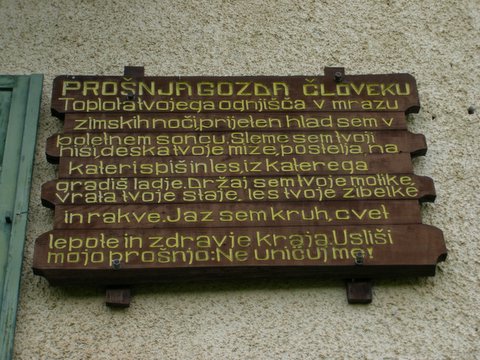 PROŠNJA GOZDA ČLOVEKU
Toplota tvojega ognjišča v mrazu
zimskih noči, prijeten hlad sem v
poletnem soncu. Sleme sem tvoji
hiši, deska tvoje mize, postelja, na
kateri spiš in les, iz katerega
gradiš ladje. Držaj sem tvoje motike,
vrata tvoje staje, les tvoje zibelke
in rakve. Jaz sem kruh, cvet
lepote in zdravje kraja. Usliši
mojo prošnjo: Ne uničuj me!